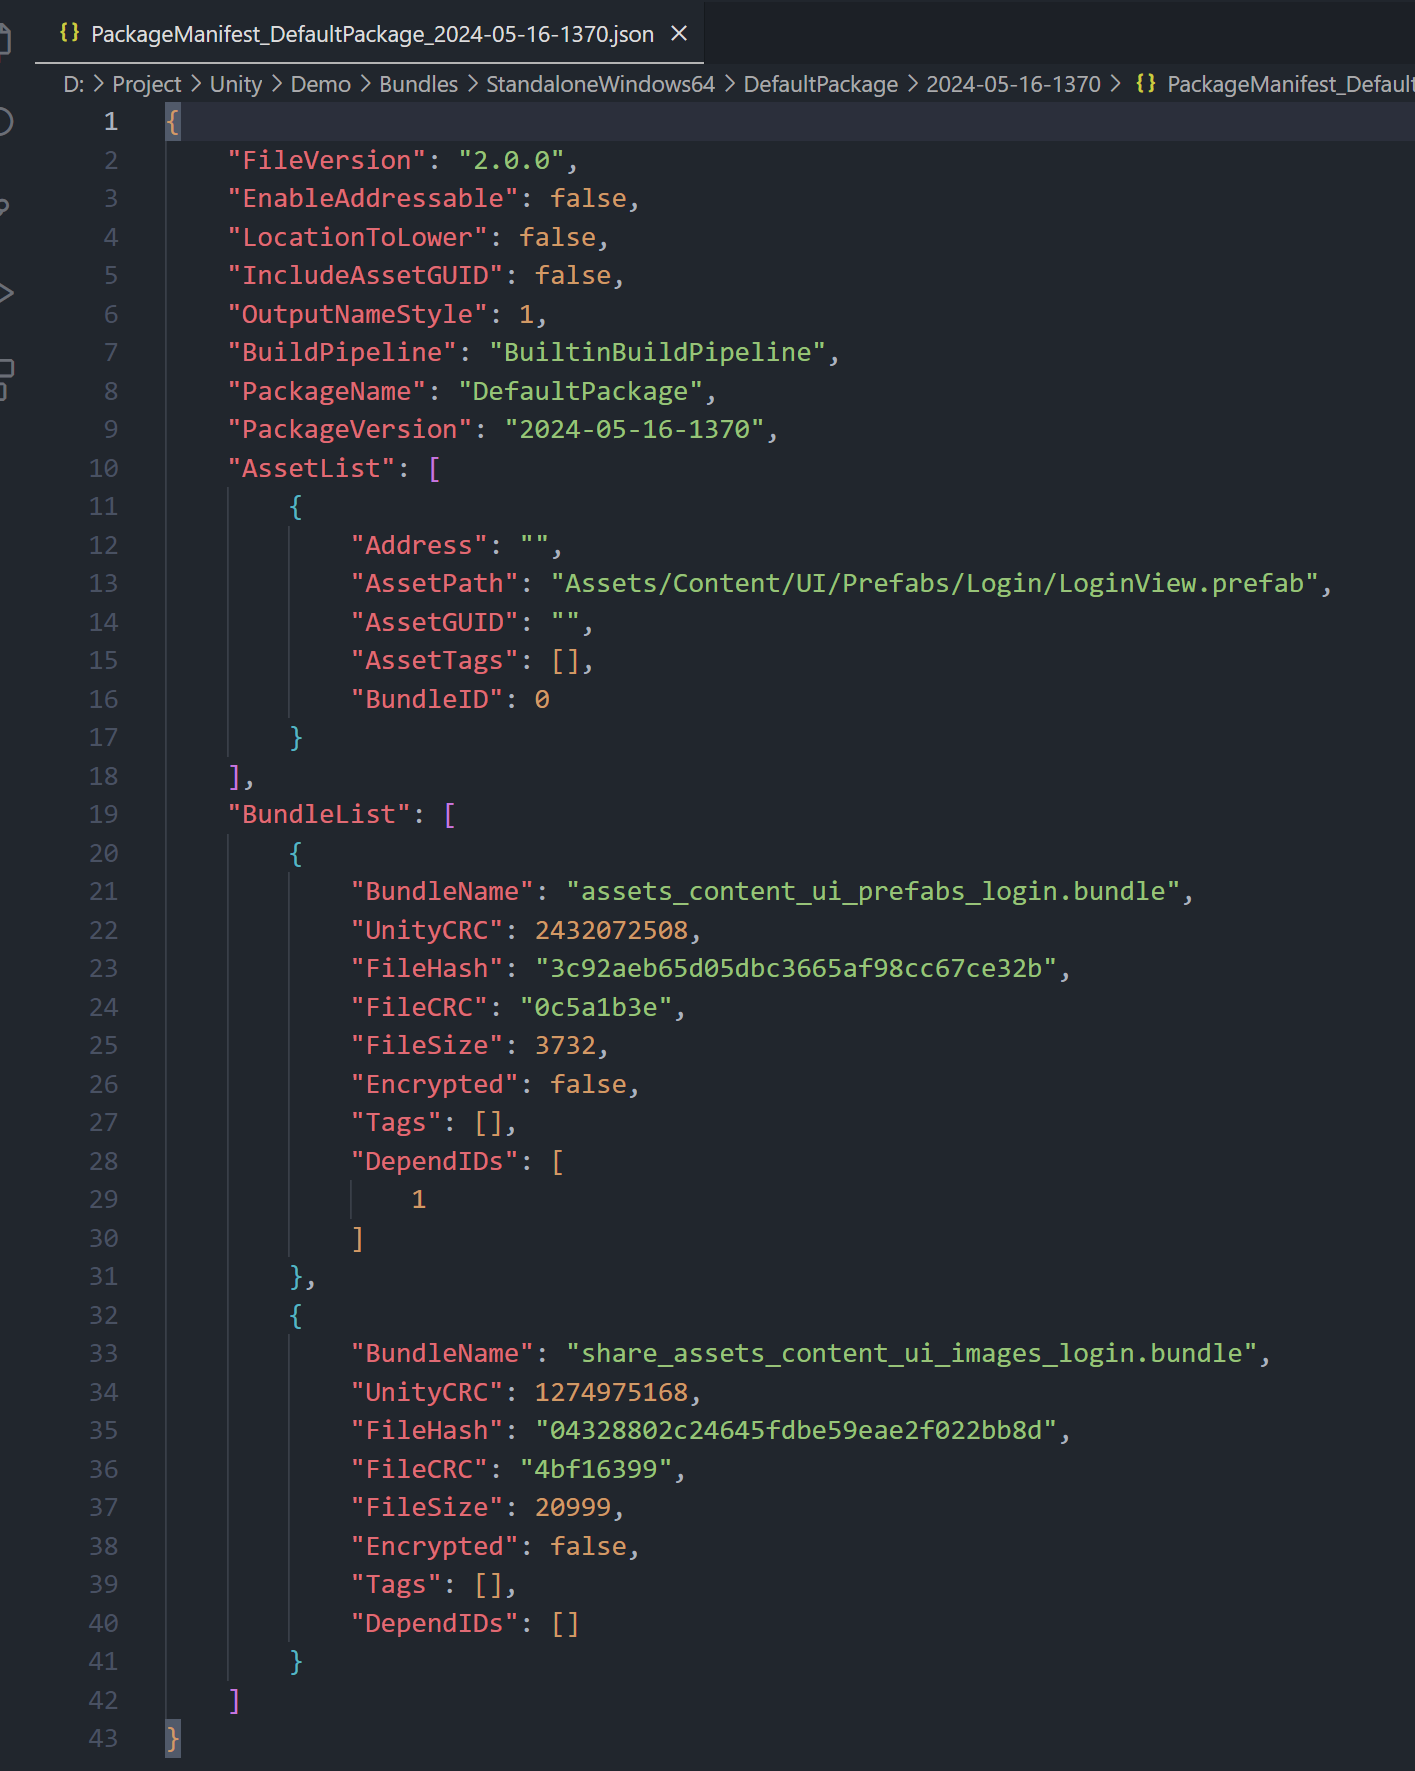 {} PackageManifest_DefaultPackage_2024-05-16-1370.json ×
D: > Project > Unity > Demo > Bundles > StandaloneWindows64 > DefaultPackage > 2024-05-16-1370 > {} PackageManifest_Default
1 {
2     "FileVersion": "2.0.0",
3     "EnableAddressable": false,
4     "LocationToLower": false,
5     "IncludeAssetGUID": false,
6     "OutputNameStyle": 1,
7     "BuildPipeline": "BuiltinBuildPipeline",
8     "PackageName": "DefaultPackage",
9     "PackageVersion": "2024-05-16-1370",
10     "AssetList": [
11         {
12             "Address": "",
13             "AssetPath": "Assets/Content/UI/Prefabs/Login/LoginView.prefab",
14             "AssetGUID": "",
15             "AssetTags": [],
16             "BundleID": 0
17         }
18     ],
19     "BundleList": [
20         {
21             "BundleName": "assets_content_ui_prefabs_login.bundle",
22             "UnityCRC": 2432072508,
23             "FileHash": "3c92aeb65d05dbc3665af98cc67ce32b",
24             "FileCRC": "0c5a1b3e",
25             "FileSize": 3732,
26             "Encrypted": false,
27             "Tags": [],
28             "DependIDs": [
29                 1
30             ]
31         },
32         {
33             "BundleName": "share_assets_content_ui_images_login.bundle",
34             "UnityCRC": 1274975168,
35             "FileHash": "04328802c24645fdbe59eae2f022bb8d",
36             "FileCRC": "4bf16399",
37             "FileSize": 20999,
38             "Encrypted": false,
39             "Tags": [],
40             "DependIDs": []
41         }
42     ]
43 }